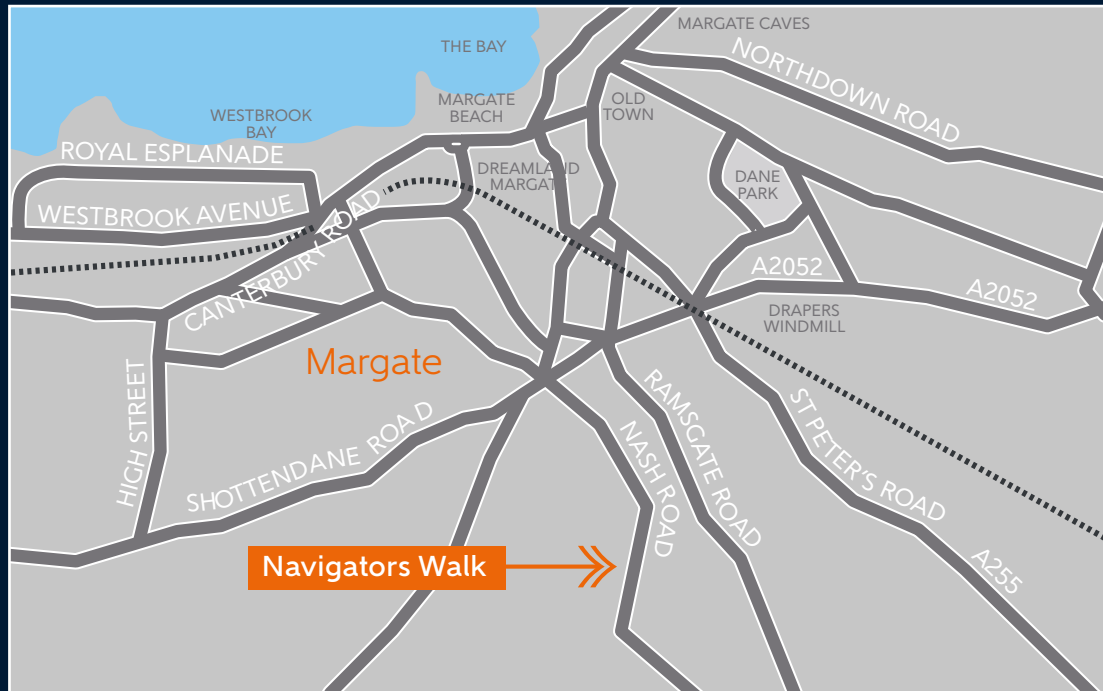 MARGATE CAVES
THE BAY
NORTHDOWN ROAD
MARGATE
BEACH
OLD
TOWN
WESTBROOK
BAY
ROYAL ESPLANADE
DREAMLAND
MARGATE
DANE
PARK
WESTBROOK AVENUE
CANTERBURY ROAD
A2052
A2052
DRAPERS
WINDMILL
Margate
HIGH STREET
SHOTTENDANE ROAD
NASH ROAD
RAMSGATE ROAD
ST PETER'S ROAD
A255
Navigators Walk